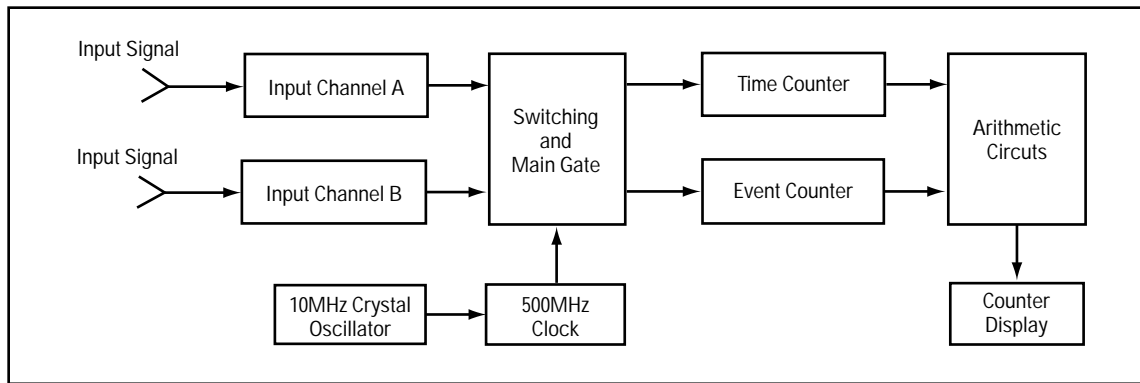 Input Signal
Input Channel A
Input Signal
Input Channel B
Switching
and
Main Gate
Time Counter
Event Counter
Arithmetic
Circuts
10MHz Crystal
Oscillator
500MHz
Clock
Counter
Display